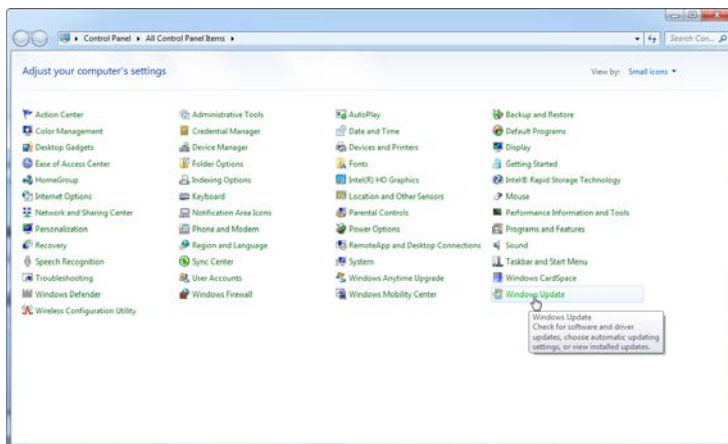 Control Panel ▸ All Control Panel Items ▸ Search Con...
Adjust your computer's settings View by: Small icons
Action Center Administrative Tools AutoPlay Backup and Restore
Color Management Credential Manager Date and Time Default Programs
Desktop Gadgets Device Manager Devices and Printers Display
Ease of Access Center Folder Options Fonts Getting Started
HomeGroup Indexing Options Intel(R) HD Graphics Intel® Rapid Storage Technology
Internet Options Keyboard Location and Other Sensors Mouse
Network and Sharing Center Notification Area Icons Parental Controls Performance Information and Tools
Personalization Phone and Modem Power Options Programs and Features
Recovery Region and Language RemoteApp and Desktop Connections Sound
Speech Recognition Sync Center System Taskbar and Start Menu
Troubleshooting User Accounts Windows Anytime Upgrade Windows CardSpace
Windows Defender Windows Firewall Windows Mobility Center Windows Update
Wireless Configuration Utility
Windows Update
Check for software and driver
updates, choose automatic updating
settings, or view installed updates.